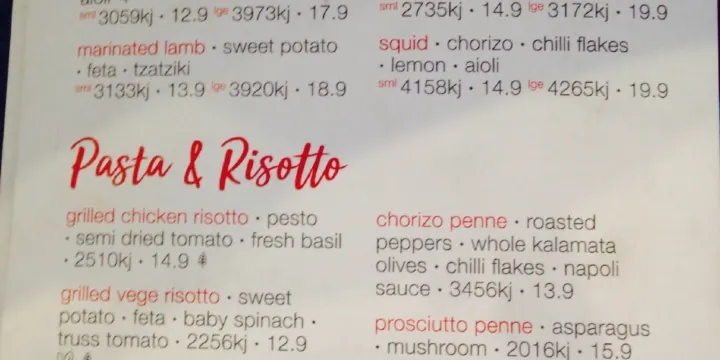 aioli
sml 3059kj · 12.9 lge 3973kj · 17.9
marinated lamb · sweet potato
· feta · tzatziki
sml 3133kj · 13.9 lge 3920kj · 18.9
sml 2735kj · 14.9 lge 3172kj · 19.9
squid · chorizo · chilli flakes
· lemon · aioli
sml 4158kj · 14.9 lge 4265kj · 19.9
Pasta & Risotto
grilled chicken risotto · pesto
· semi dried tomato · fresh basil
· 2510kj · 14.9
grilled vege risotto · sweet
potato · feta · baby spinach ·
truss tomato · 2256kj · 12.9
chorizo penne · roasted
peppers · whole kalamata
olives · chilli flakes · napoli
sauce · 3456kj · 13.9
prosciutto penne · asparagus
· mushroom · 2016kj · 15.9